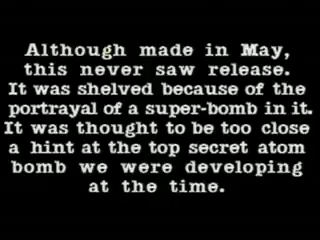 Although made in May,
this never saw release.
It was shelved because of the
portrayal of a super-bomb in it.
It was thought to be too close
a hint at the top secret atom
bomb we were developing
at the time.